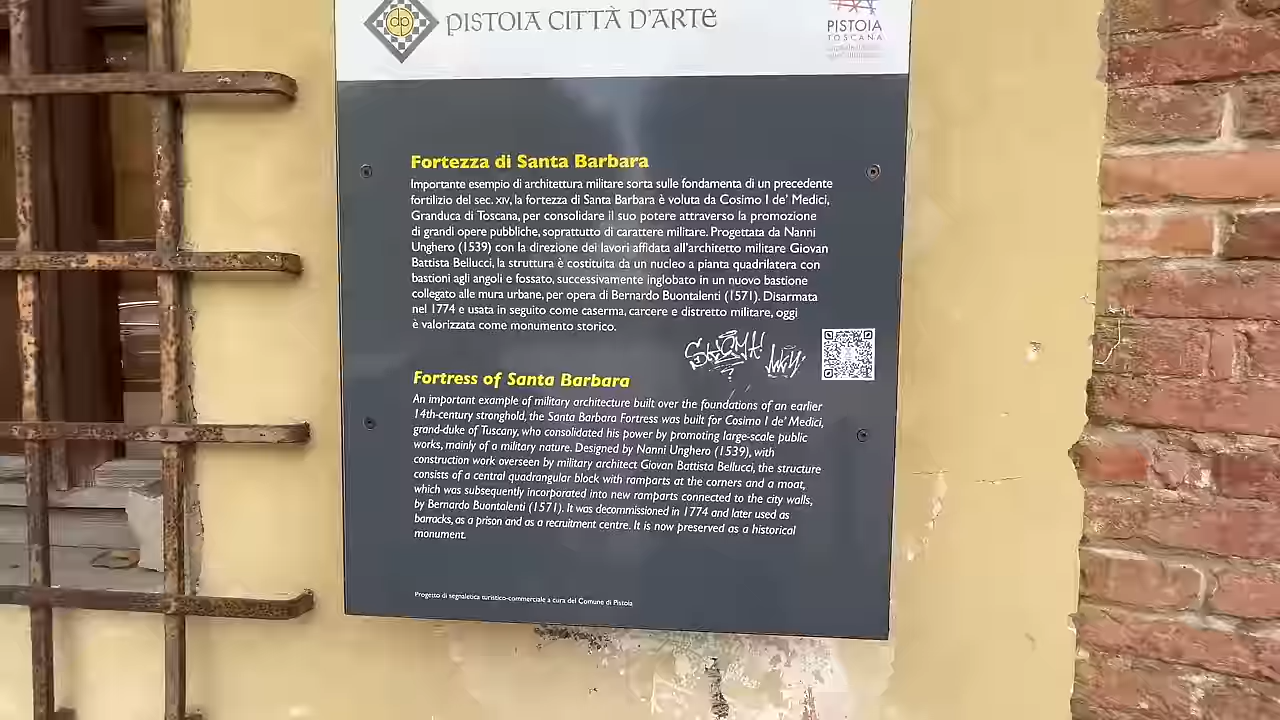 PISTOIA CITTÀ D'ARTE
PISTOIA
TOSCANA
Fortezza di Santa Barbara
Importante esempio di architettura militare sorta sulle fondamenta di un precedente
fortilizio del sec. XIV, la fortezza di Santa Barbara è voluta da Cosimo I de' Medici,
Granduca di Toscana, per consolidare il suo potere attraverso la promozione
di grandi opere pubbliche, soprattutto di carattere militare. Progettata da Nanni
Unghero (1539) con la direzione dei lavori affidata all'architetto militare Giovan
Battista Bellucci, la struttura è costituita da un nucleo a pianta quadrilatera con
bastioni agli angoli e fossato, successivamente inglobato in un nuovo bastione
collegato alle mura urbane, per opera di Bernardo Buontalenti (1571). Disarmata
nel 1774 e usata in seguito come caserma, carcere e distretto militare, oggi
è valorizzata come monumento storico.
Fortress of Santa Barbara
An important example of military architecture built over the foundations of an earlier
14th-century stronghold, the Santa Barbara Fortress was built for Cosimo I de' Medici,
grand-duke of Tuscany, who consolidated his power by promoting large-scale public
works, mainly of a military nature. Designed by Nanni Unghero (1539), with
construction work overseen by military architect Giovan Battista Bellucci, the structure
consists of a central quadrangular block with ramparts at the corners and a moat,
which was subsequently incorporated into new ramparts connected to the city walls,
by Bernardo Buontalenti (1571). It was decommissioned in 1774 and later used as
barracks, as a prison and as a recruitment centre. It is now preserved as a historical
monument.
Progetto di segnaletica turistico-commerciale a cura del Comune di Pistoia